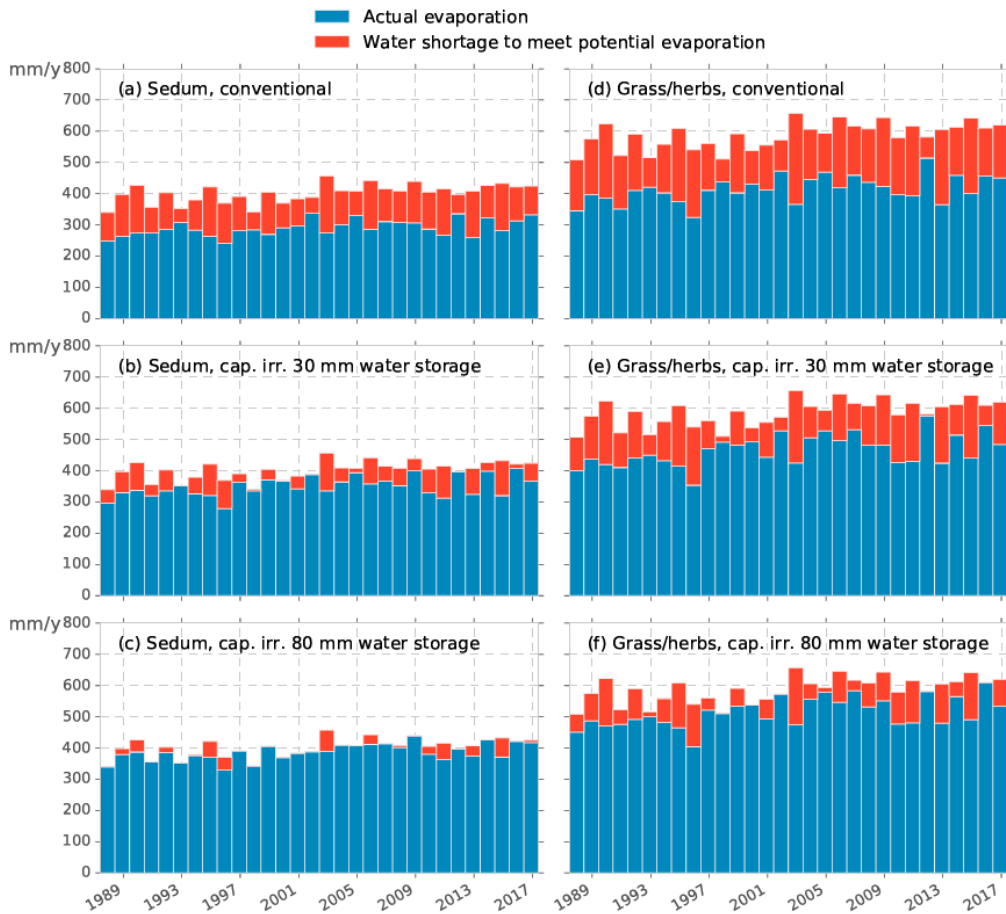 Actual evaporation
Water shortage to meet potential evaporation
mm/y
800
700
600
500
400
300
200
100
0
(a) Sedum, conventional
(d) Grass/herbs, conventional
mm/y
800
700
600
500
400
300
200
100
0
(b) Sedum, cap. irr. 30 mm water storage
(e) Grass/herbs, cap. irr. 30 mm water storage
mm/y
800
700
600
500
400
300
200
100
0
(c) Sedum, cap. irr. 80 mm water storage
(f) Grass/herbs, cap. irr. 80 mm water storage
1989 1993 1997 2001 2005 2009 2013 2017
1989 1993 1997 2001 2005 2009 2013 2017